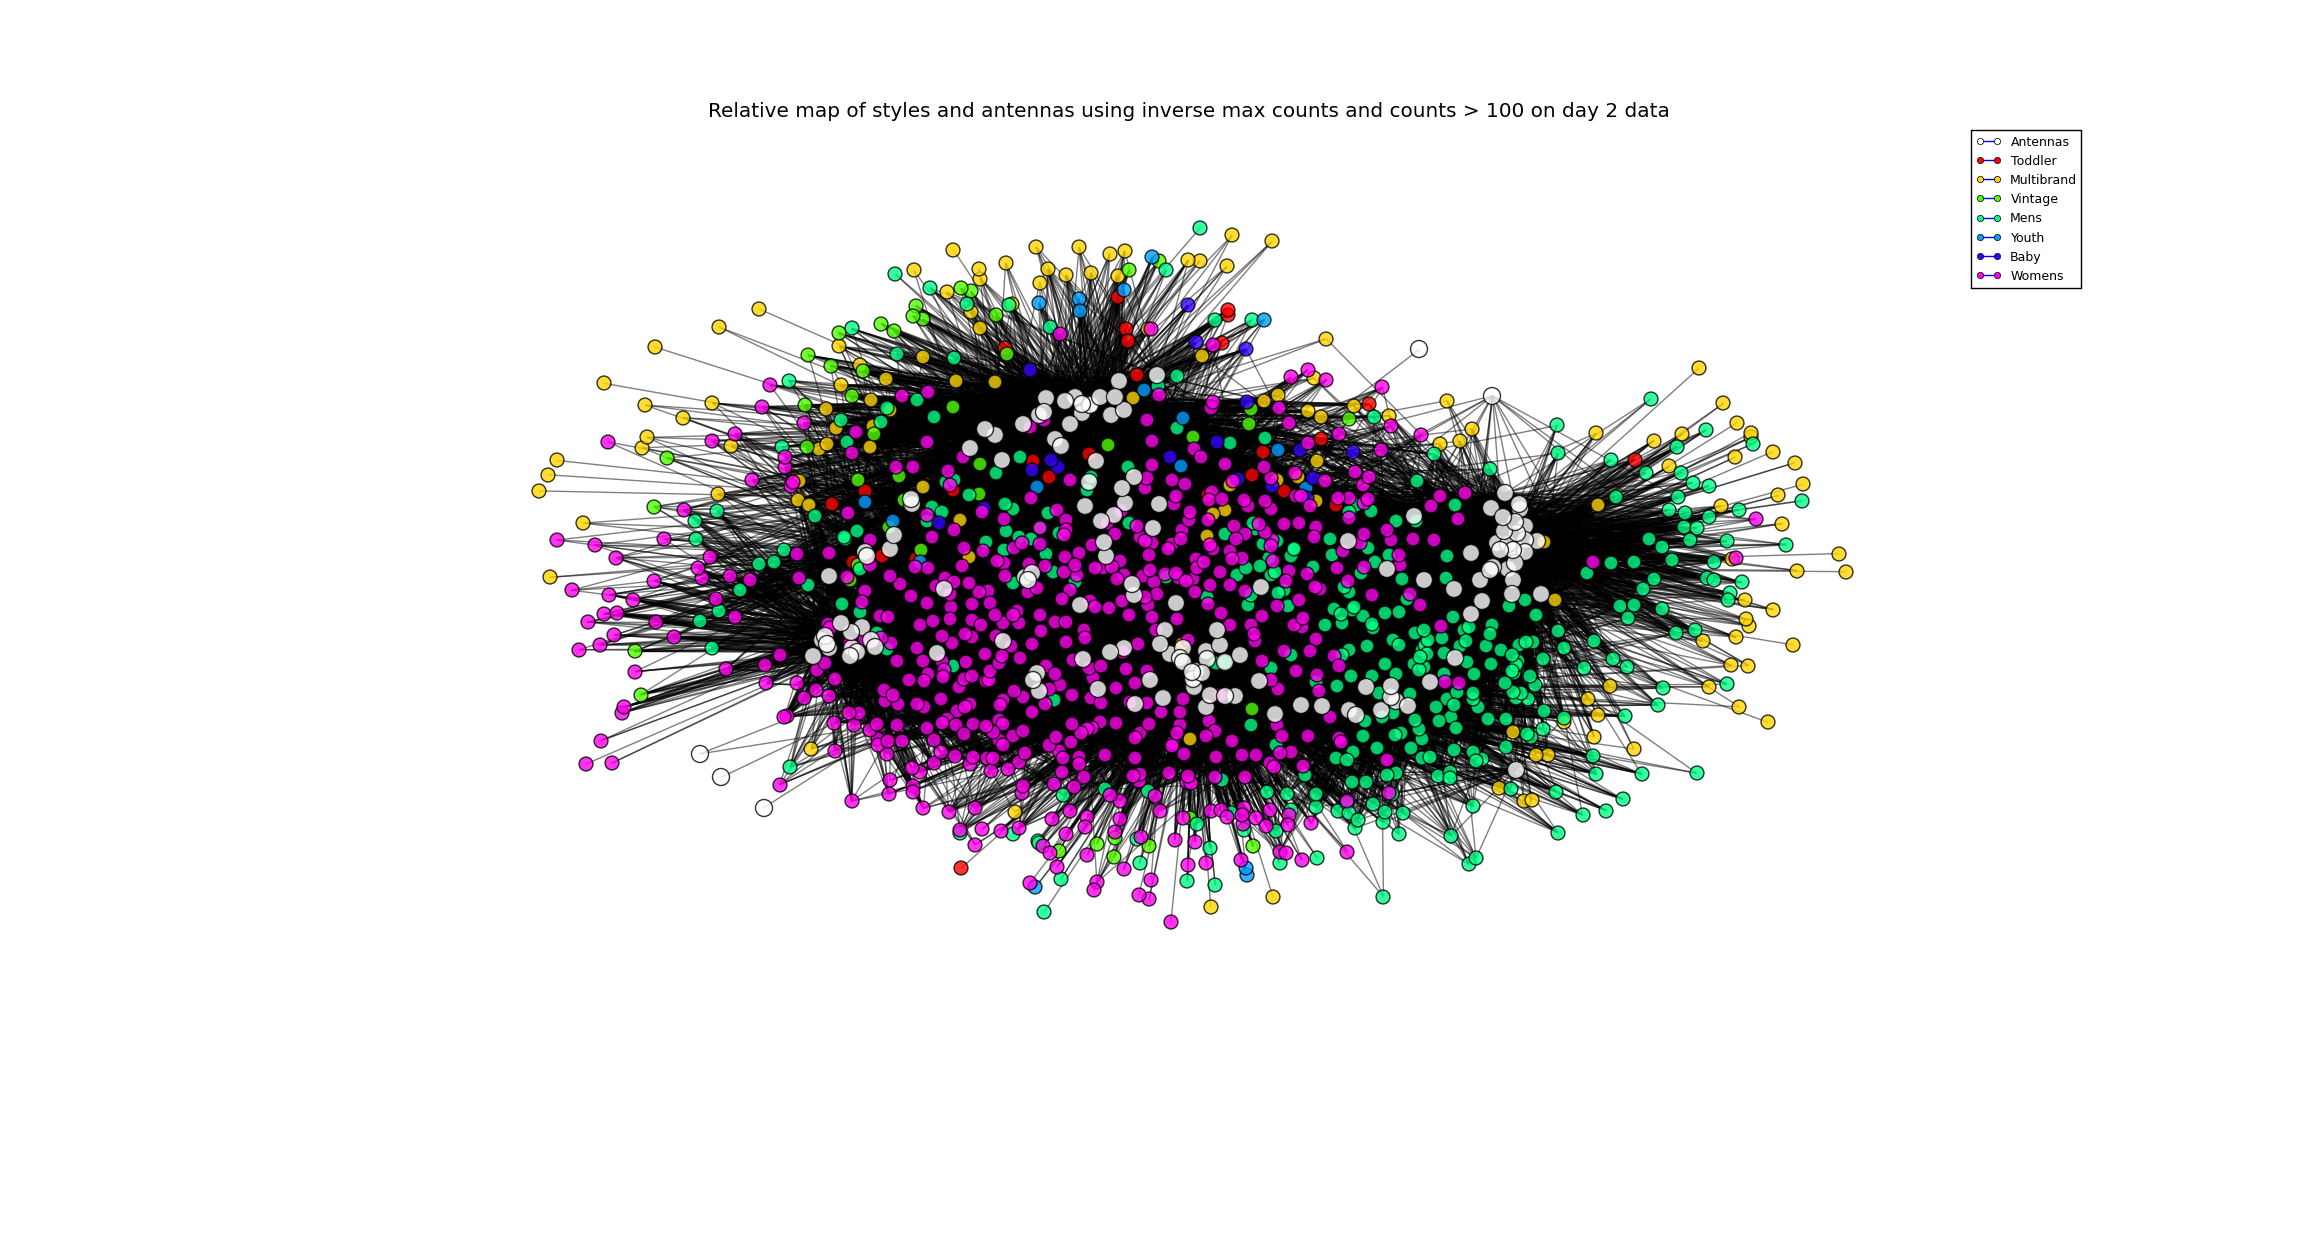 Relative map of styles and antennas using inverse max counts and counts > 100 on day 2 data
Antennas
Toddler
Multibrand
Vintage
Mens
Youth
Baby
Womens